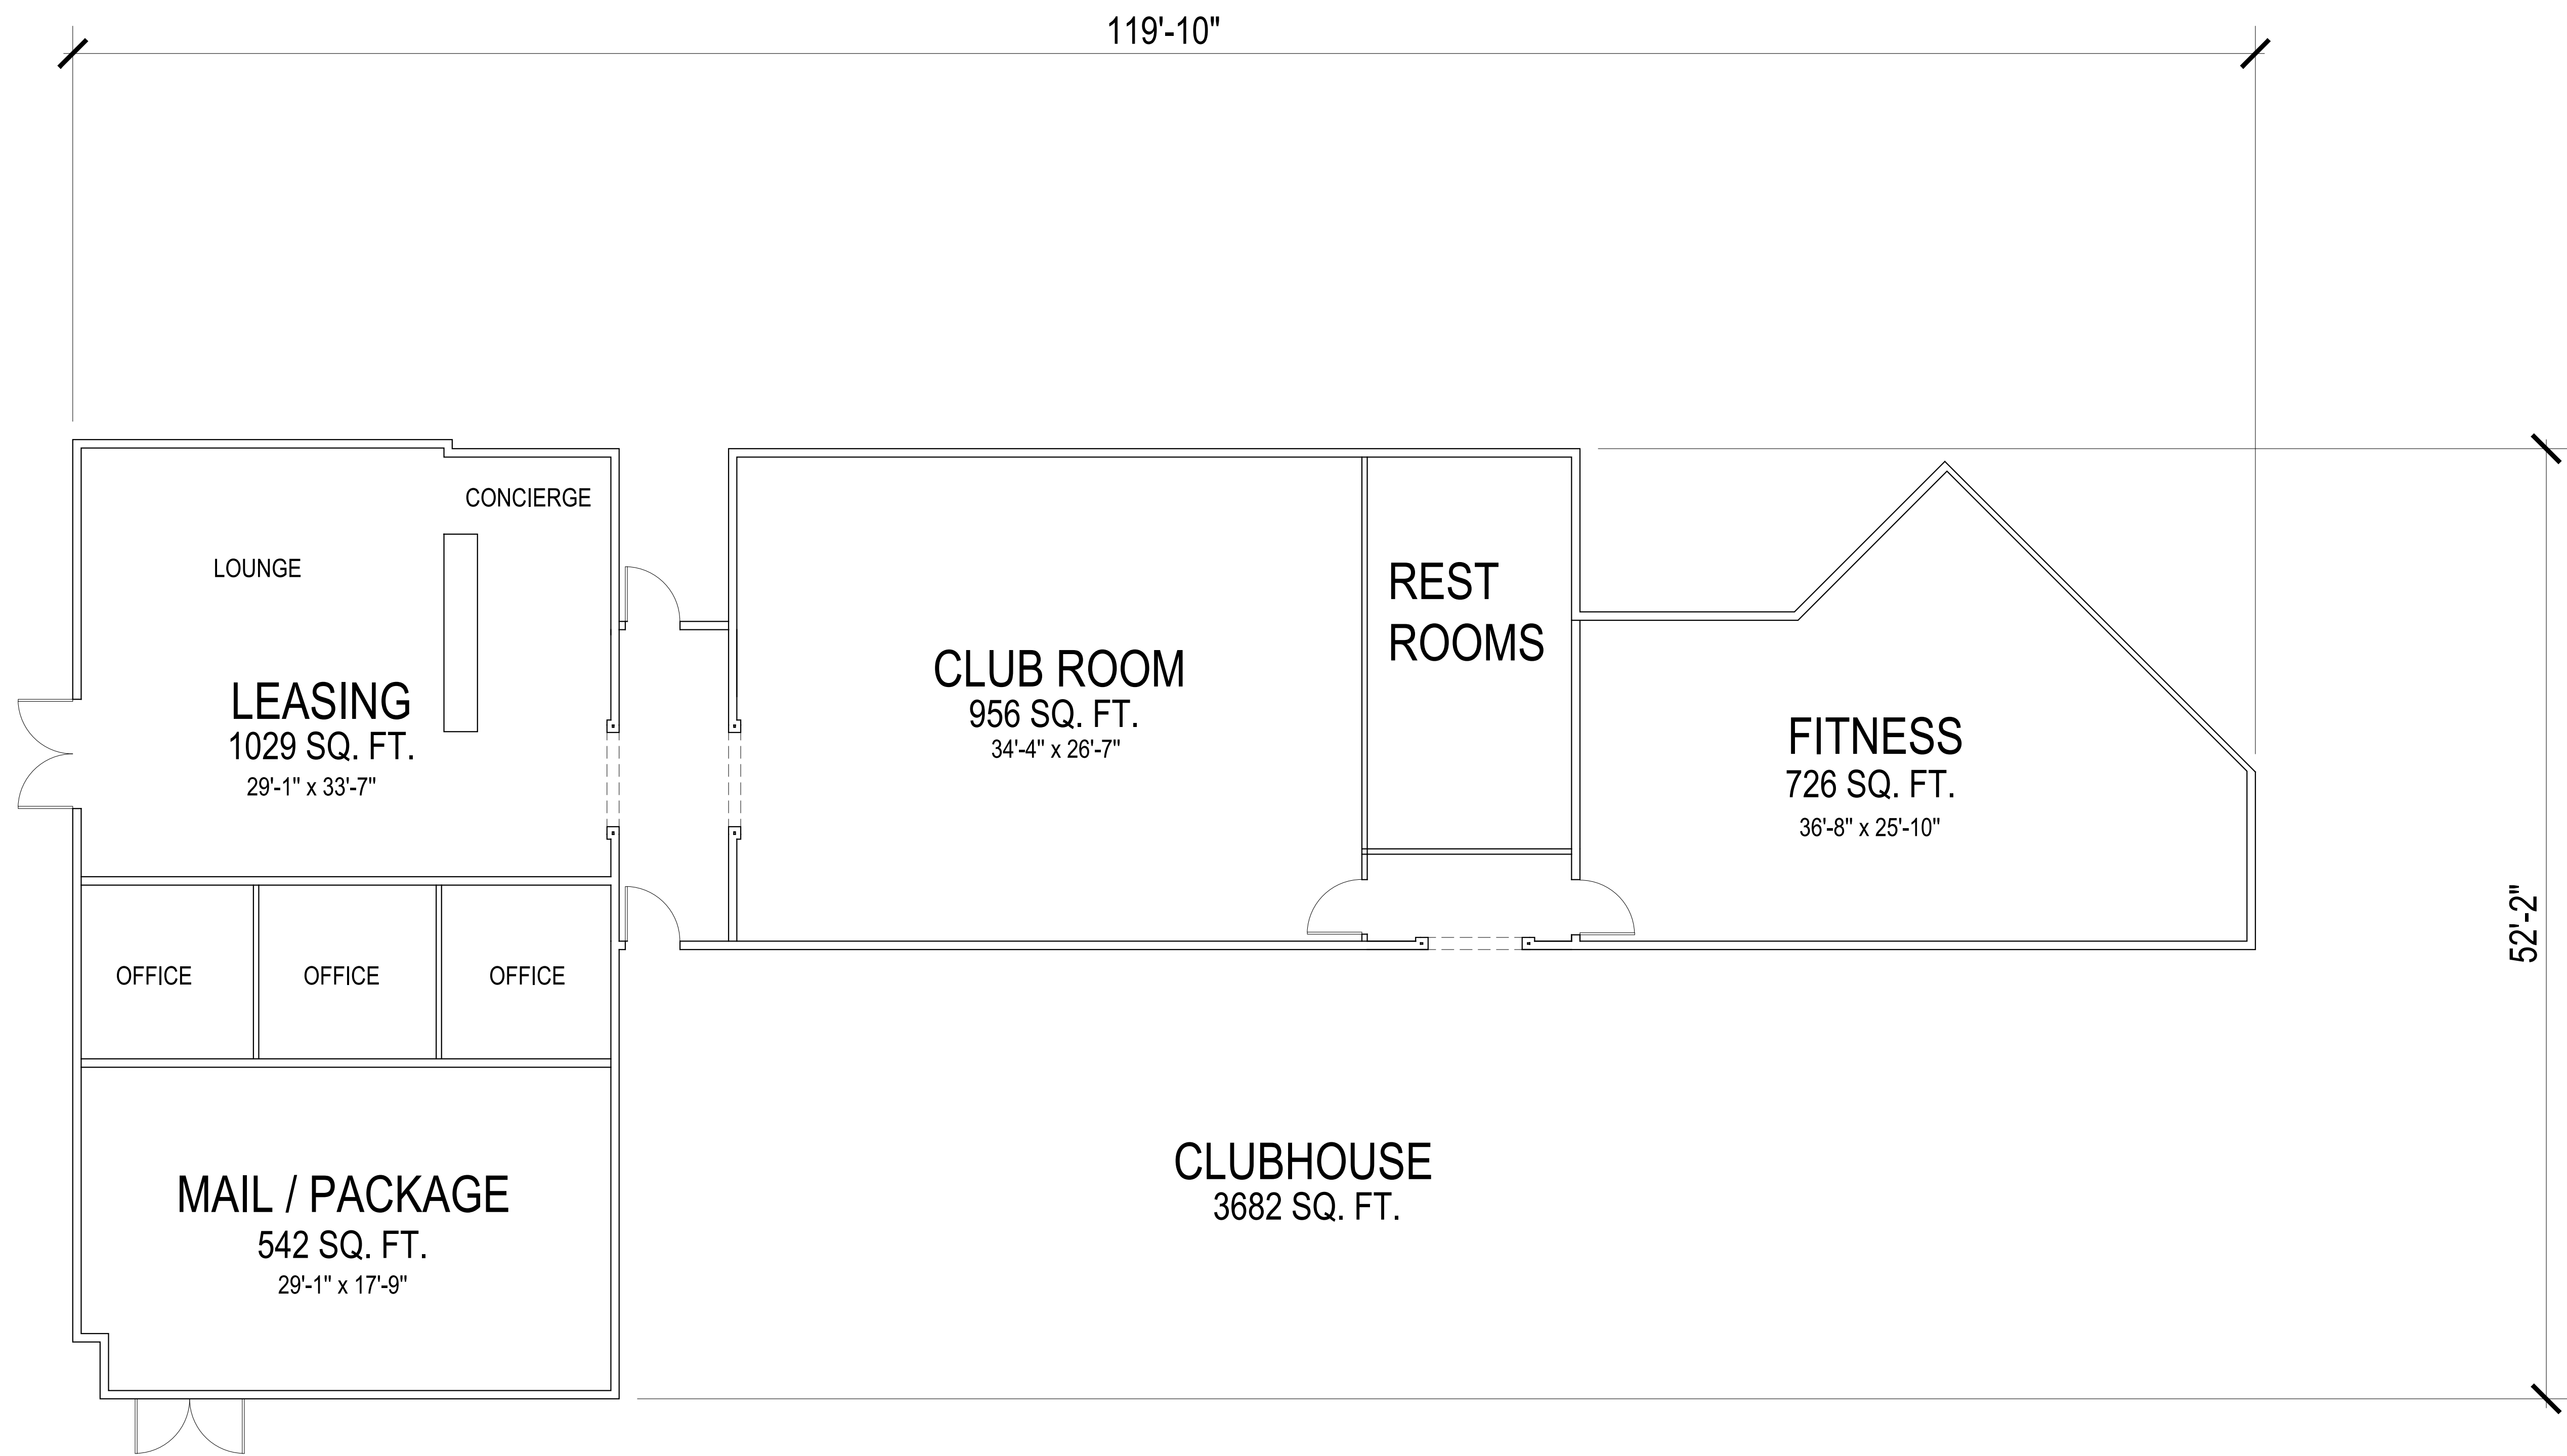 119'-10"
CONCIERGE
LOUNGE
LEASING
1029 SQ. FT.
29'-1" x 33'-7"
CLUB ROOM
956 SQ. FT.
34'-4" x 26'-7"
REST
ROOMS
FITNESS
726 SQ. FT.
36'-8" x 25'-10"
52'-2"
OFFICE
OFFICE
OFFICE
MAIL / PACKAGE
542 SQ. FT.
29'-1" x 17'-9"
CLUBHOUSE
3682 SQ. FT.